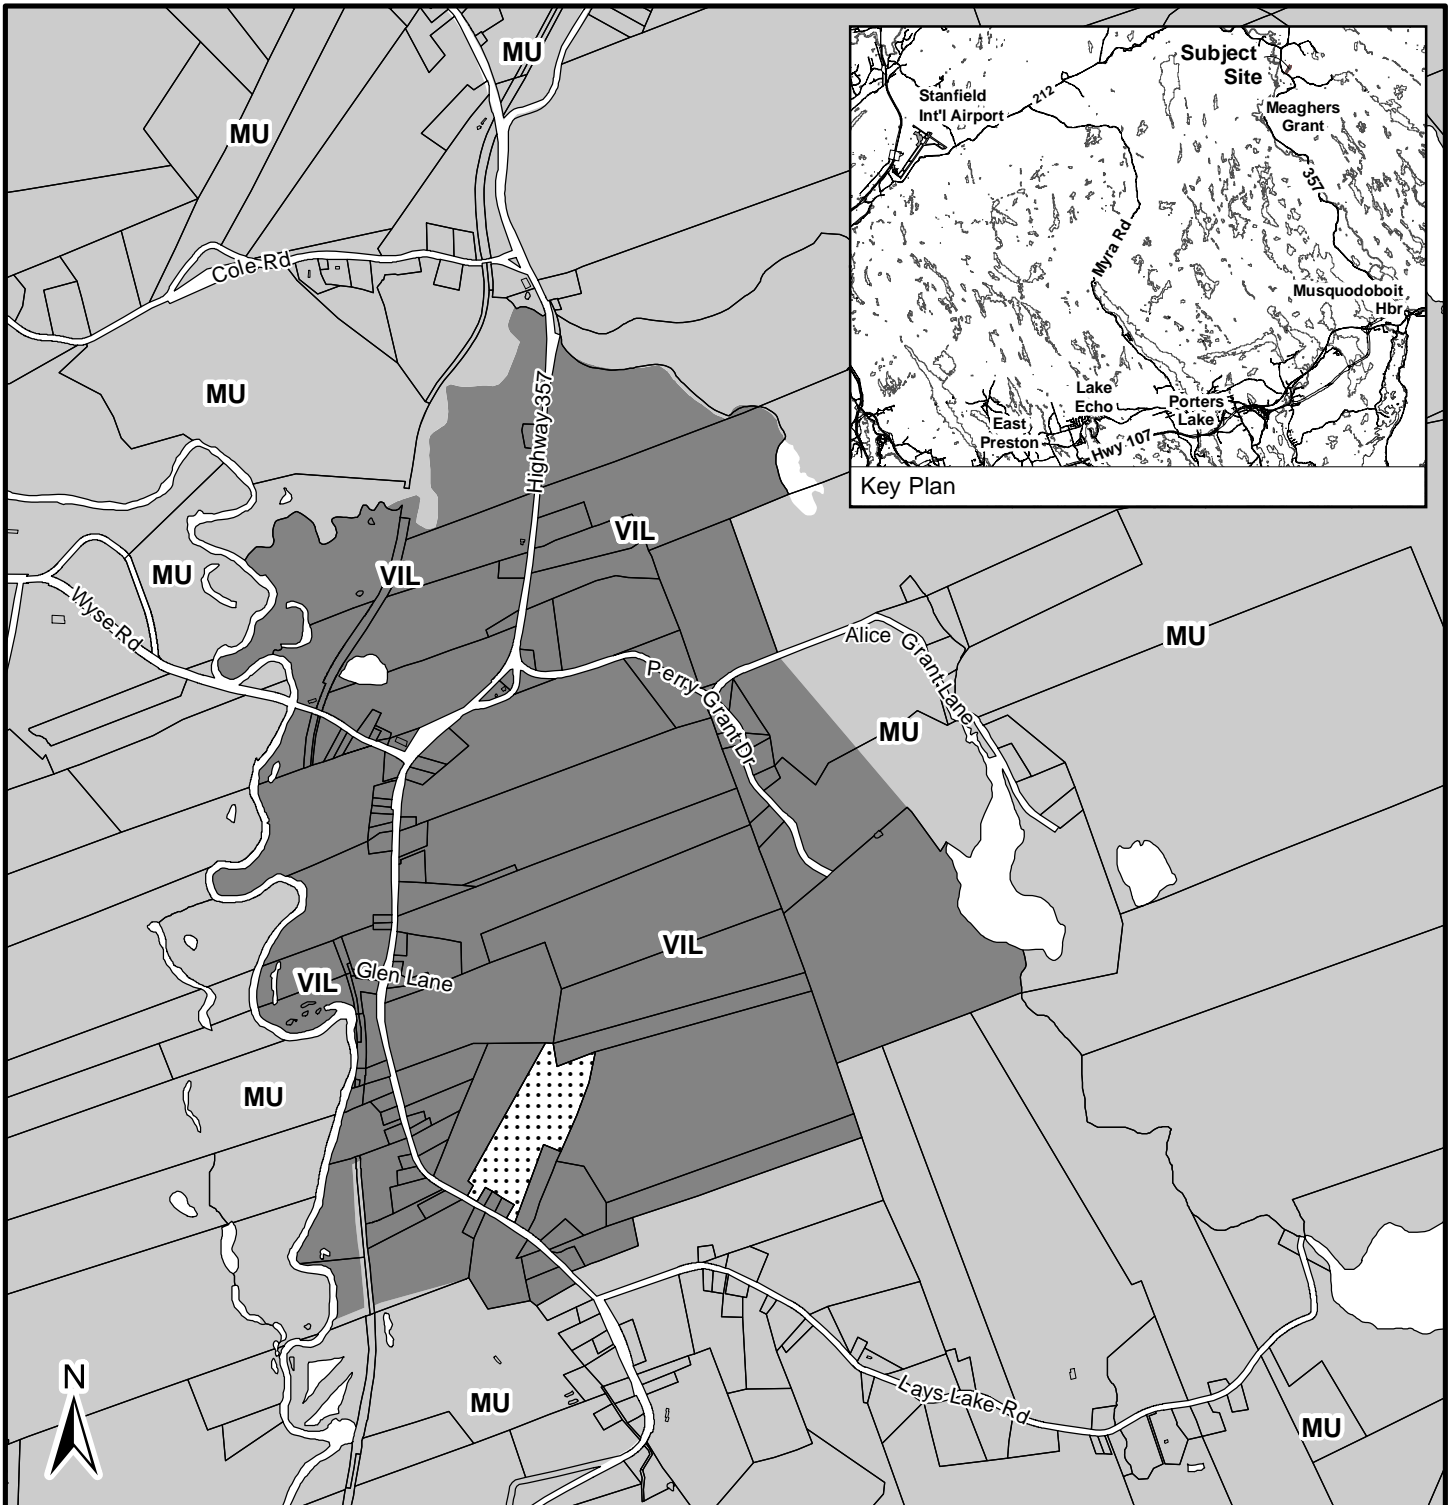 MU
MU
Subject
Site
Stanfield
Int'l Airport
212
Meaghers
Grant
357
Myra Rd
Musquodoboit
Hbr
Lake
Echo
Porters
Lake
East
Preston
Hwy 107
Key Plan
Cole Rd
MU
Highway 357
VIL
MU
VIL
Wyse Rd
Alice Grant Lane
MU
Perry Grant Dr
MU
VIL
Glen Lane
VIL
MU
N
MU
Lays Lake Rd
MU